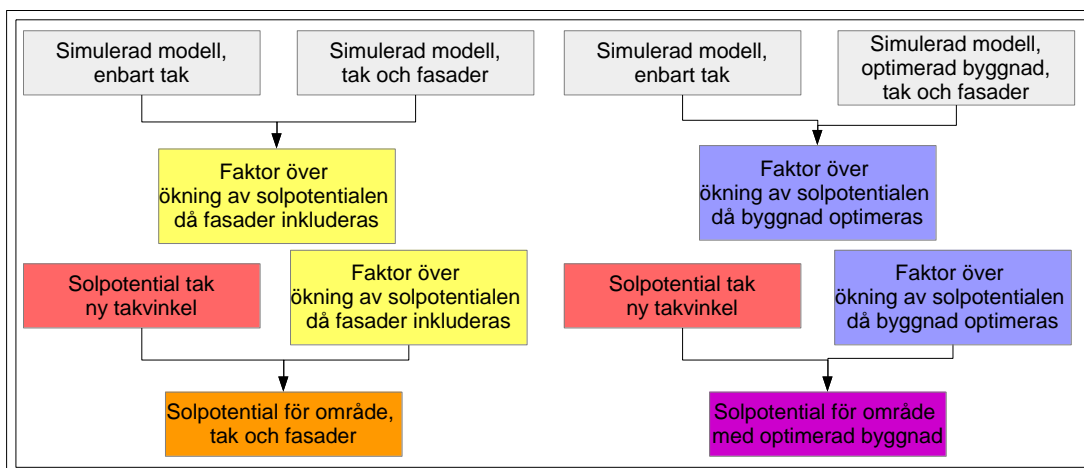 Simulerad modell,
enbart tak
Simulerad modell,
tak och fasader
Faktor över
ökning av solpotentialen
då fasader inkluderas
Solpotential tak
ny takvinkel
Faktor över
ökning av solpotentialen
då fasader inkluderas
Solpotential för område,
tak och fasader
Simulerad modell,
enbart tak
Simulerad modell,
optimerad byggnad,
tak och fasader
Faktor över
ökning av solpotentialen
då byggnad optimeras
Solpotential tak
ny takvinkel
Faktor över
ökning av solpotentialen
då byggnad optimeras
Solpotential för område
med optimerad byggnad